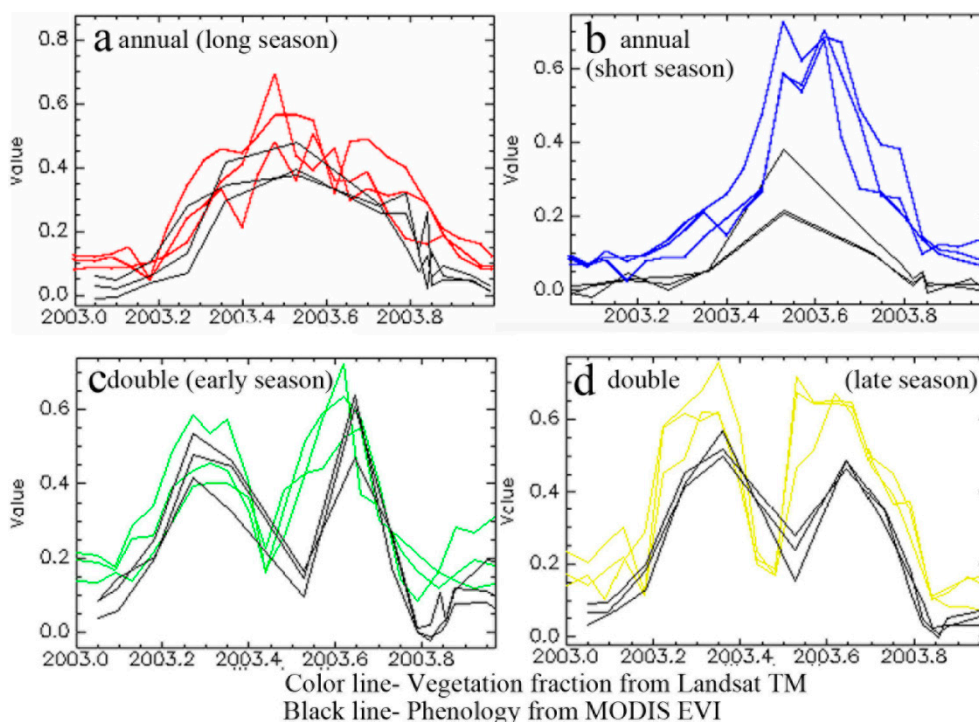 a annual (long season)
0.8
0.6
0.4
0.2
0.0
Value
2003.0 2003.2 2003.4 2003.6 2003.8
b annual
(short season)
0.6
0.4
0.2
0.0
Value
2003.2 2003.4 2003.6 2003.8
c double (early season)
0.6
0.4
0.2
0.0
Value
2003.0 2003.2 2003.4 2003.6 2003.8
d double (late season)
0.6
0.4
0.2
0.0
Value
2003.0 2003.2 2003.4 2003.6 2003.8
Color line- Vegetation fraction from Landsat TM
Black line- Phenology from MODIS EVI